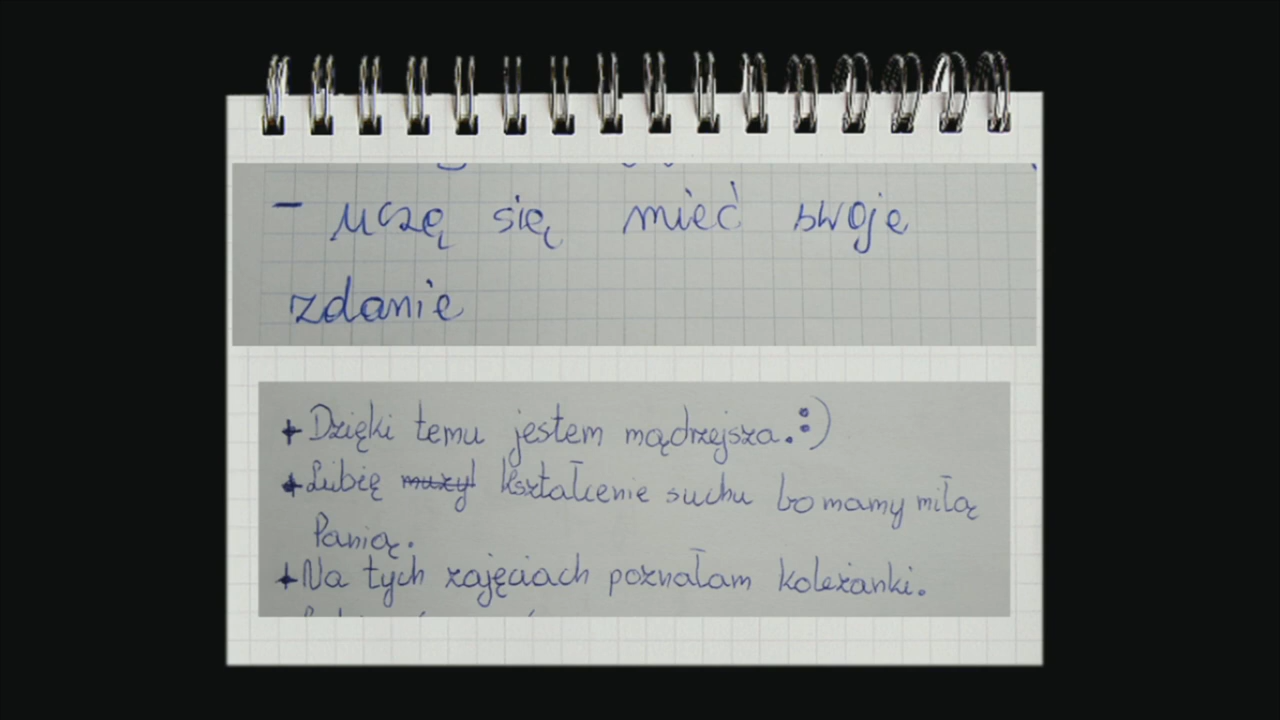 - uczę się mieć swoje
zdanie
+ Dzięki temu jestem mądrzejsza. :)
+ Lubię muzy kształcenie suchu bo mamy miłą
Panią.
+ Na tych zajęciach poznałam koleżanki.